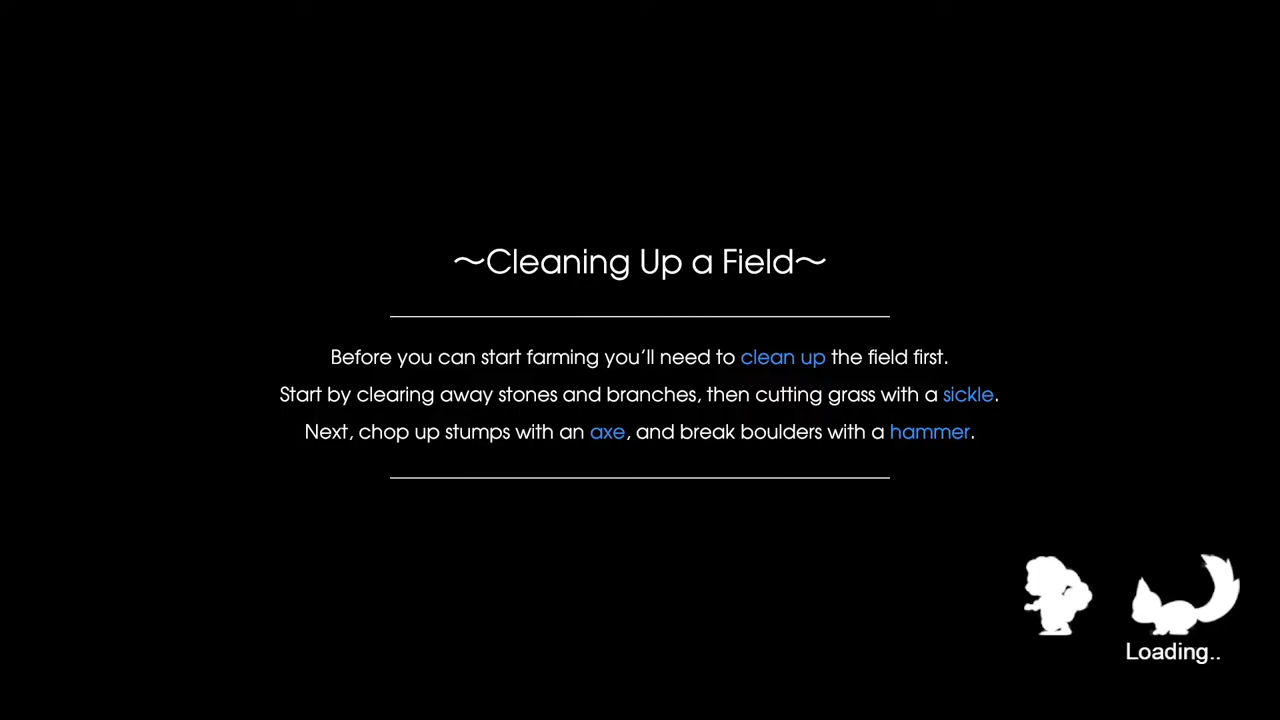 ～Cleaning Up a Field～
Before you can start farming you'll need to clean up the field first.
Start by clearing away stones and branches, then cutting grass with a sickle.
Next, chop up stumps with an axe, and break boulders with a hammer.
Loading..